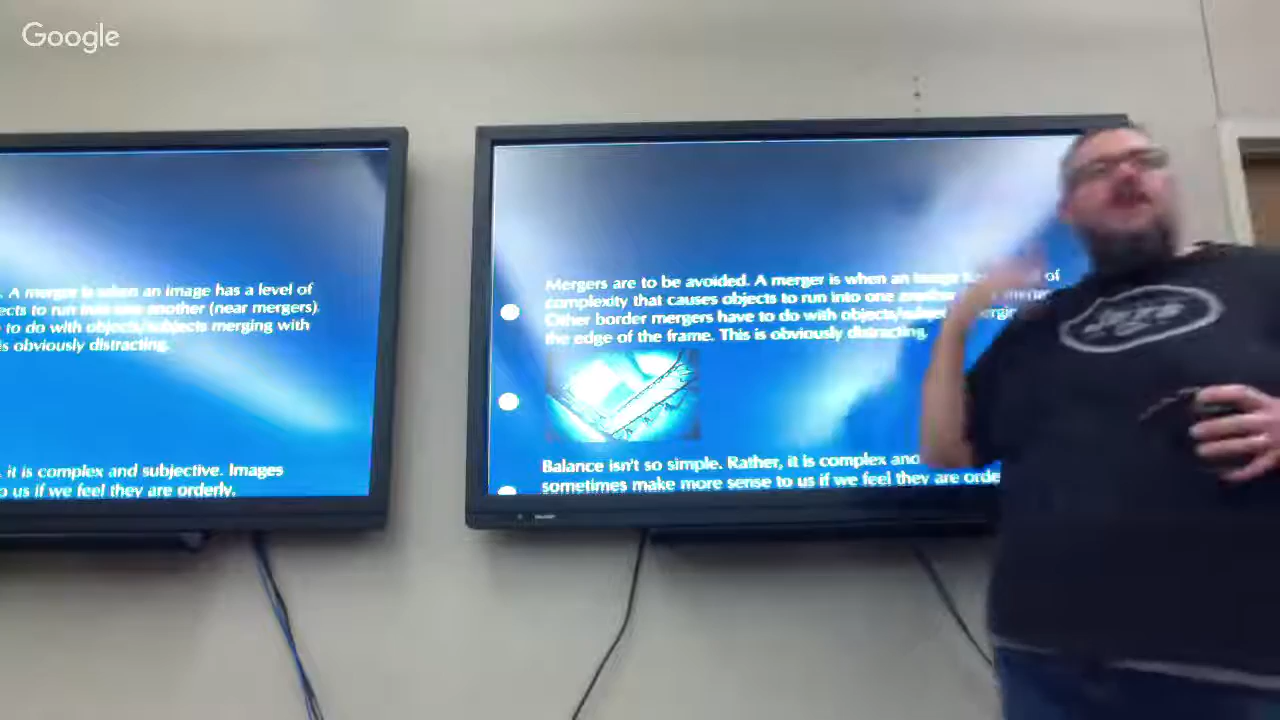 Google
. A merger is when an image has a level of
ects to run into one another (near mergers).
to do with objects/subjects merging with
is obviously distracting.
, it is complex and subjective. Images
o us if we feel they are orderly.
Mergers are to be avoided. A merger is when an image of
complexity that causes objects to run into one another
Other border mergers have to do with objects/subject
the edge of the frame. This is obviously distracting.
Balance isn't so simple. Rather, it is complex and
sometimes make more sense to us if we feel they are orde
JETS